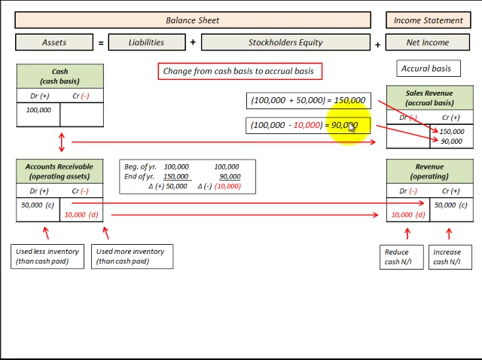 Balance Sheet
Income Statement
Assets = Liabilities + Stockholders Equity + Net Income
Cash
(cash basis)
Dr (+) Cr (-)
100,000
Change from cash basis to accrual basis
Accural basis
(100,000 + 50,000) = 150,000
(100,000 - 10,000) = 90,000
Sales Revenue
(accrual basis)
Dr (-) Cr (+)
150,000
90,000
Accounts Receivable
(operating assets)
Dr (+) Cr (-)
50,000 (c)
10,000 (d)
Beg. of yr. 100,000 100,000
End of yr. 150,000 90,000
Δ (+) 50,000 Δ (-) (10,000)
Revenue
(operating)
Dr (-) Cr (+)
50,000 (c)
10,000 (d)
Used less inventory
(than cash paid)
Used more inventory
(than cash paid)
Reduce
cash N/I
Increase
cash N/I